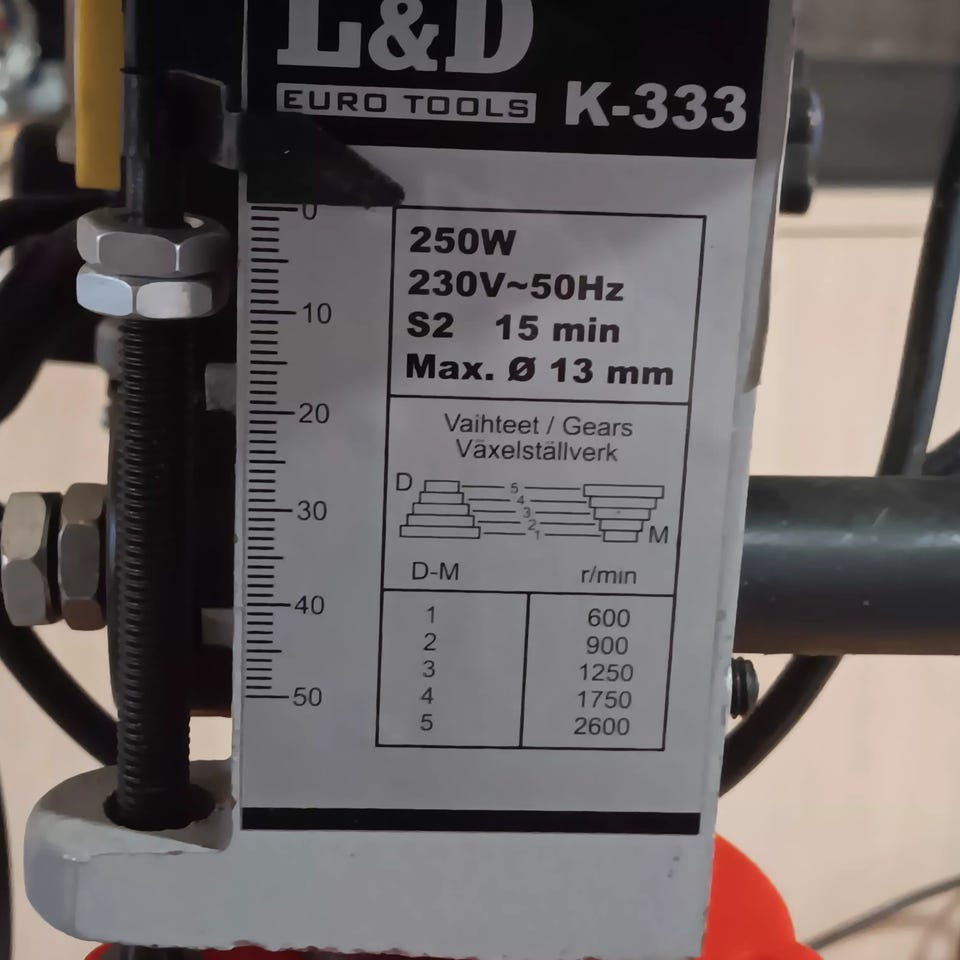 L&D
EURO TOOLS K-333
0
10
20
30
40
50
250W
230V~50Hz
S2 15 min
Max. Ø 13 mm
Vaihteet / Gears
Växelställverk
D
5
4
3
2
1
M
D-M r/min
1 600
2 900
3 1250
4 1750
5 2600